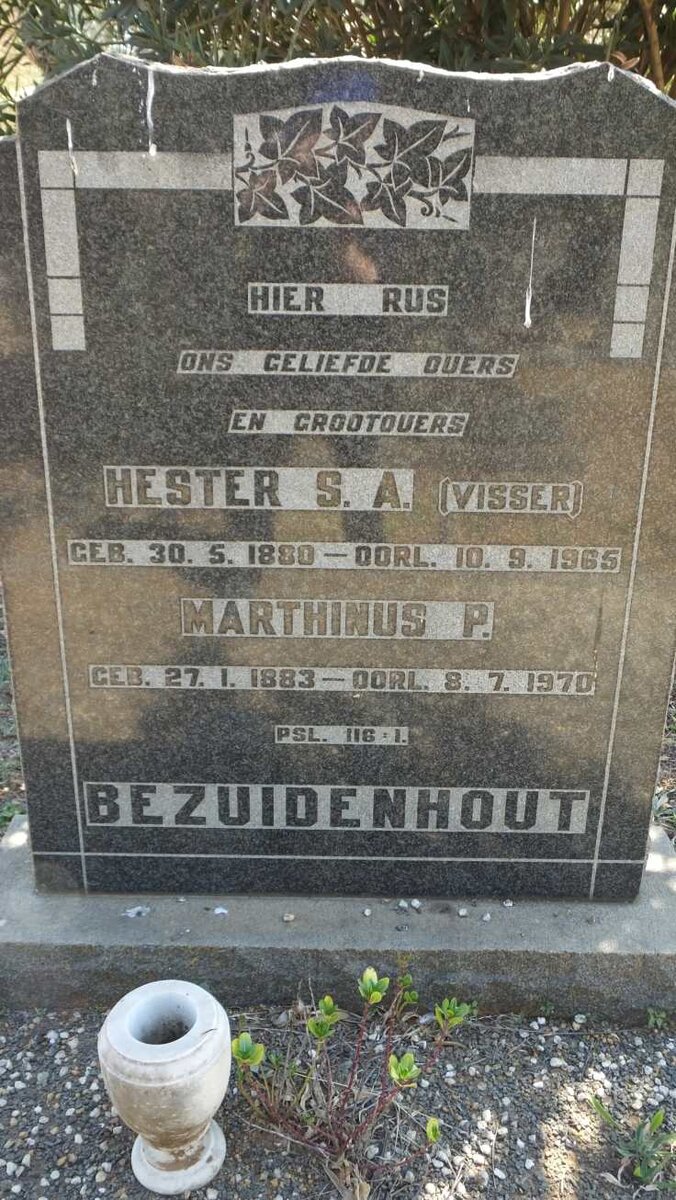 HIER RUS
ONS GELIEFDE OUERS
EN GROOTOUERS
HESTER S. A. (VISSER)
GEB. 30. 5. 1880 — OORL. 10. 9. 1965
MARTHINUS P.
GEB. 27. 1. 1883 — OORL. 8. 7. 1970
PSL. 116 : 1.
BEZUIDENHOUT